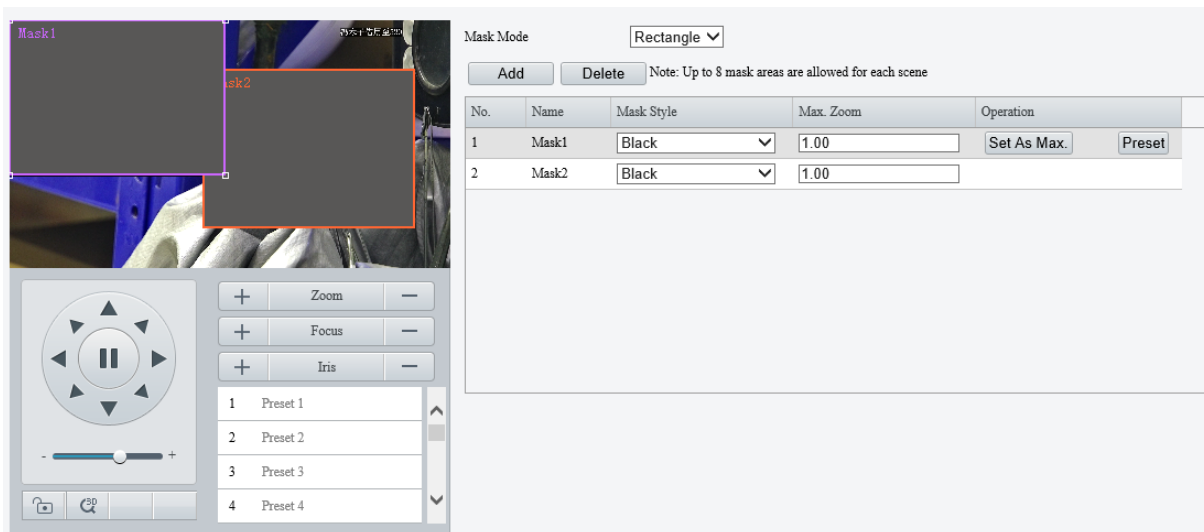 Mask1
ask2
Mask Mode
Rectangle
Add
Delete
Note: Up to 8 mask areas are allowed for each scene
No. Name Mask Style Max. Zoom Operation
1 Mask1 Black 1.00 Set As Max. Preset
2 Mask2 Black 1.00
+ Zoom −
+ Focus −
+ Iris −
- +
3D
1 Preset 1
2 Preset 2
3 Preset 3
4 Preset 4